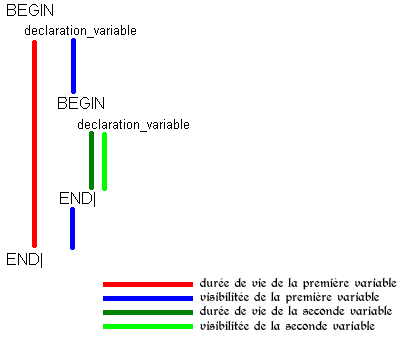 BEGIN
declaration_variable
BEGIN
declaration_variable
END|
END|
durée de vie de la première variable
visibilitée de la première variable
durée de vie de la seconde variable
visibilitée de la seconde variable